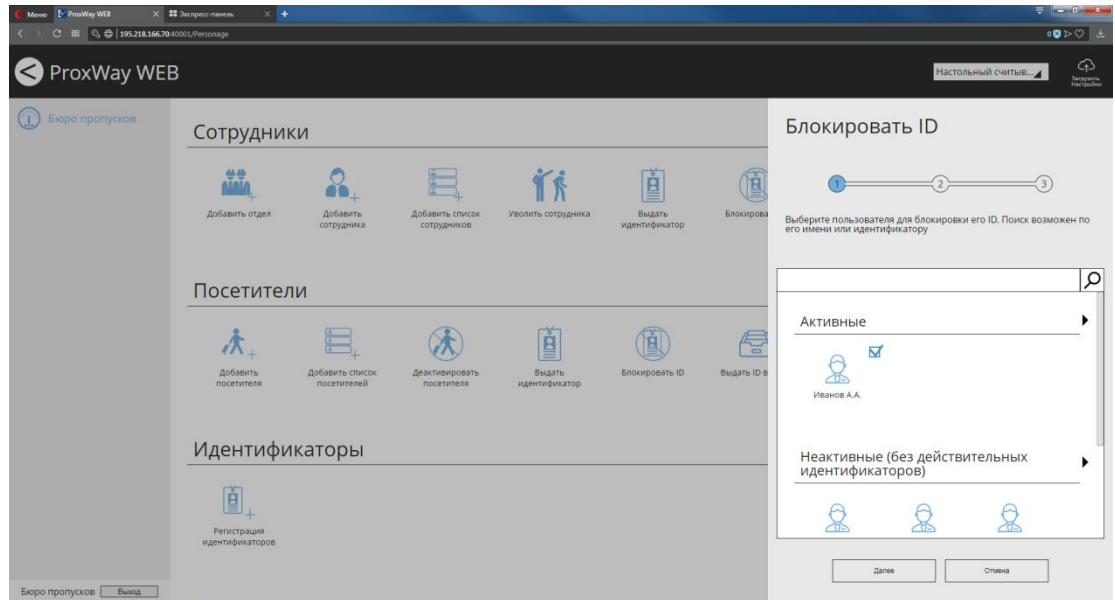 Меню
ProxWay WEB
Экспресс-панель
195.218.166.70:40001/Personage
0
ProxWay WEB
Настольный считыв...
Загрузить
Настройки
Бюро пропусков
Сотрудники
Добавить отдел
Добавить
сотрудника
Добавить список
сотрудников
Уволить сотрудника
Выдать
идентификатор
Блокирова
Посетители
Добавить
посетителя
Добавить список
посетителей
Деактивировать
посетителя
Выдать
идентификатор
Блокировать ID
Выдать ID в
Идентификаторы
Регистрация
идентификаторов
Бюро пропусков
Выход
Блокировать ID
1
2
3
Выберите пользователя для блокировки его ID. Поиск возможен по
его имени или идентификатору
Активные
Иванов А.А.
Неактивные (без действительных
идентификаторов)
Далее
Отмена